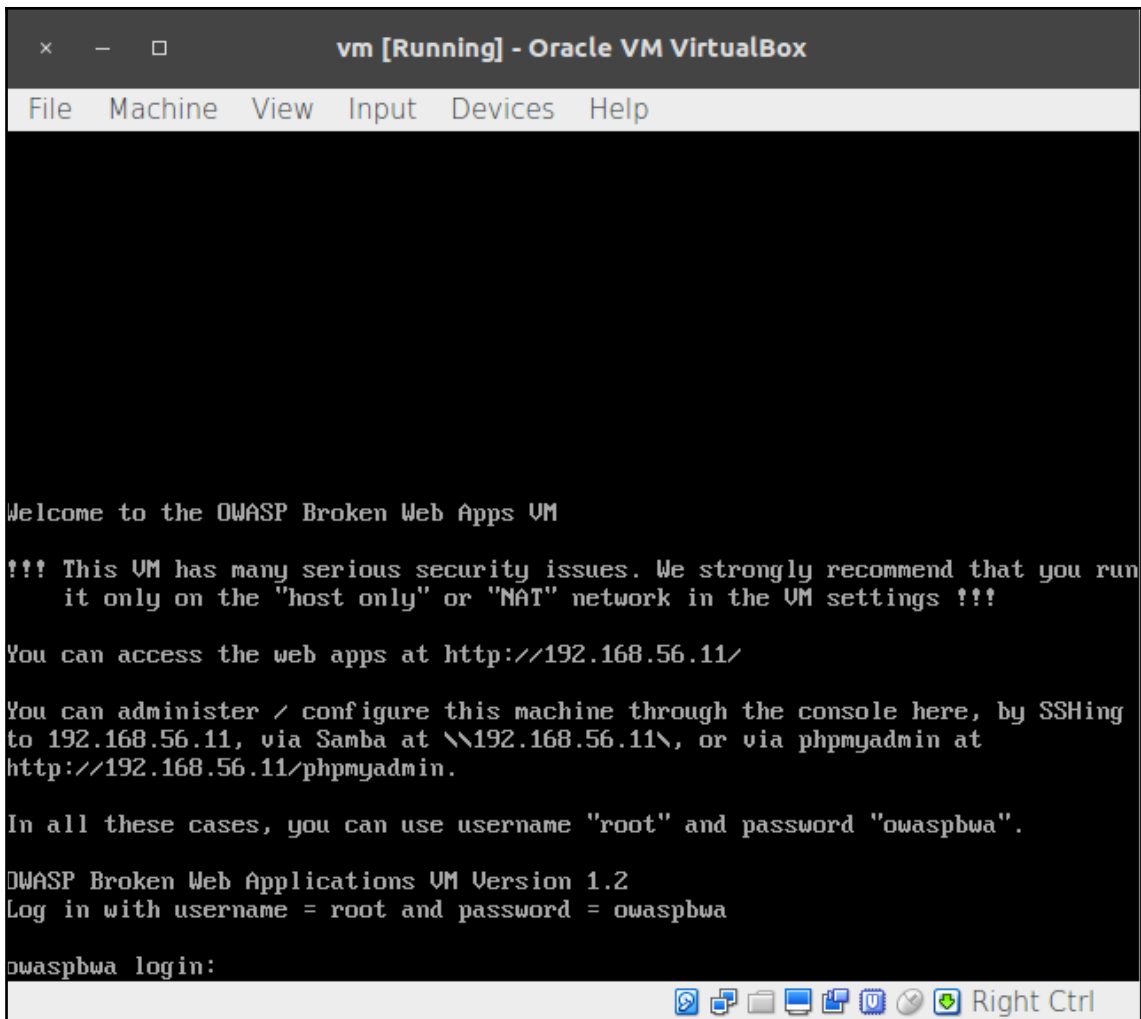 vm [Running] - Oracle VM VirtualBox
File Machine View Input Devices Help
Welcome to the OWASP Broken Web Apps VM
!!! This VM has many serious security issues. We strongly recommend that you run
it only on the "host only" or "NAT" network in the VM settings !!!
You can access the web apps at http://192.168.56.11/
You can administer / configure this machine through the console here, by SSHing
to 192.168.56.11, via Samba at \\192.168.56.11\, or via phpmyadmin at
http://192.168.56.11/phpmyadmin.
In all these cases, you can use username "root" and password "owaspbwa".
OWASP Broken Web Applications VM Version 1.2
Log in with username = root and password = owaspbwa
owaspbwa login:
Right Ctrl